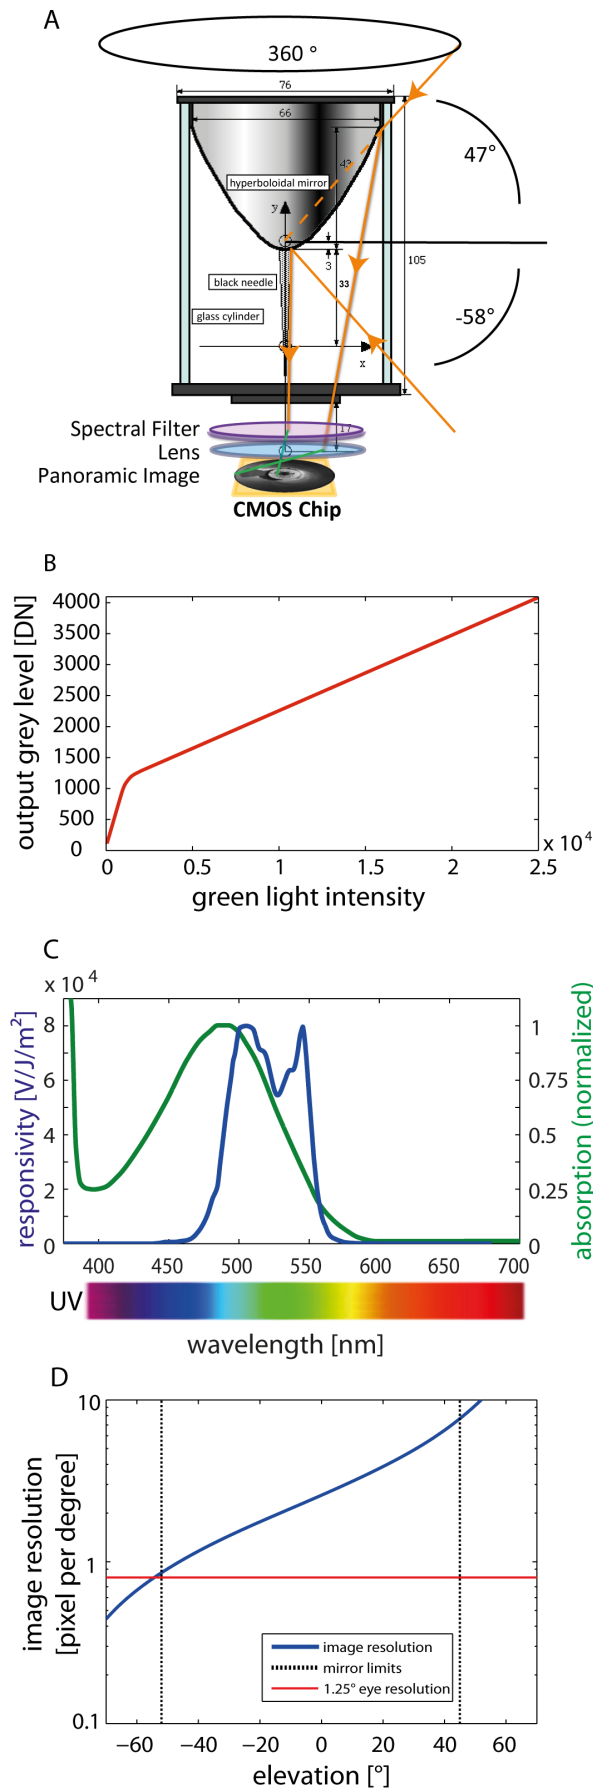 A
360 °
76
66
47°
43
hyperboloidal mirror
y
3
105
black needle
33
glass cylinder
-58°
x
Spectral Filter
17
Lens
Panoramic Image
CMOS Chip
B
output grey level [DN]
4000
3500
3000
2500
2000
1500
1000
500
0
0 0.5 1 1.5 2 2.5
x 10⁴
green light intensity
C
x 10⁴
responsivity [V/J/m²]
8
6
4
2
0
absorption (normalized)
1
0.75
0.5
0.25
0
400 450 500 550 600 650 700
UV
wavelength [nm]
D
image resolution
[pixel per degree]
10
1
0.1
image resolution
mirror limits
1.25° eye resolution
−60 −40 −20 0 20 40 60
elevation [°]